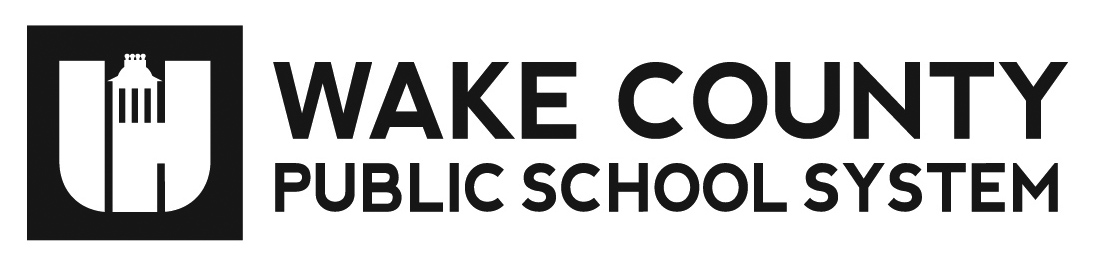 WAKE COUNTY
PUBLIC SCHOOL SYSTEM